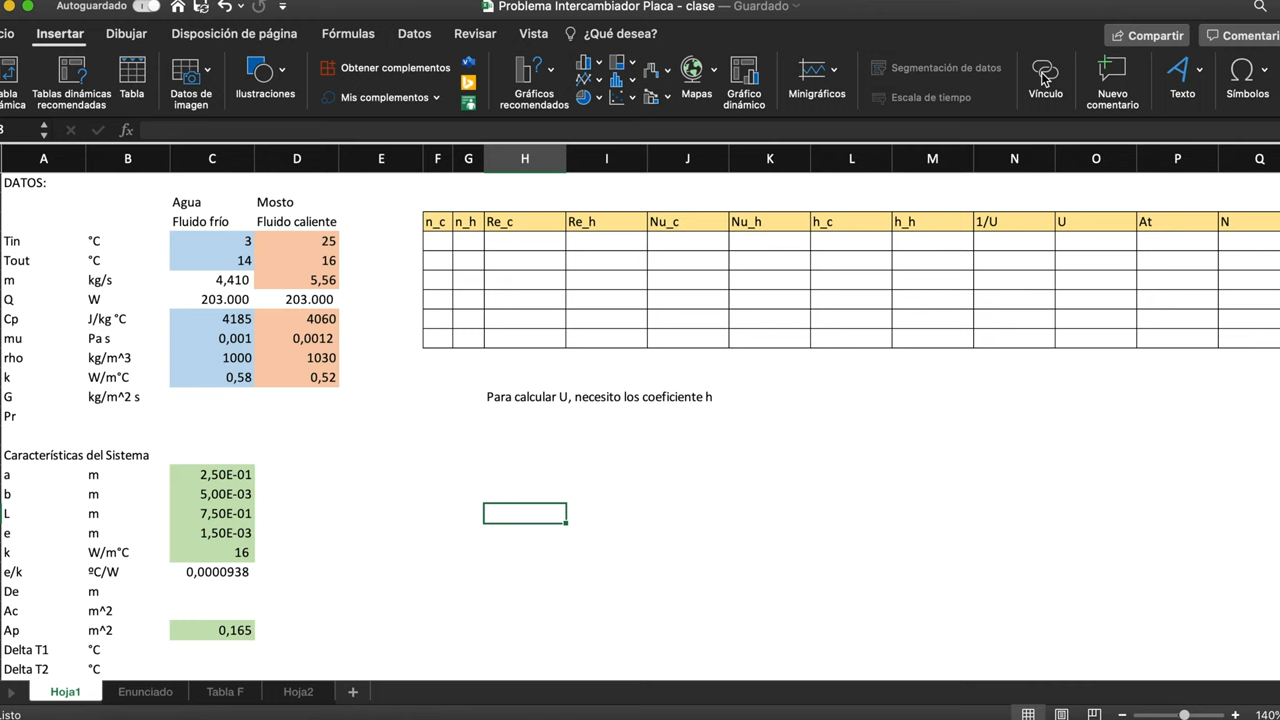 Autoguardado
Problema Intercambiador Placa - clase — Guardado
cio Insertar Dibujar Disposición de página Fórmulas Datos Revisar Vista ¿Qué desea? Compartir Comentari
abla
ámica
Tablas dinámicas
recomendadas
Tabla
Datos de
imagen
Ilustraciones
Obtener complementos
Mis complementos
Gráficos
recomendados
Mapas
Gráfico
dinámico
Minigráficos
Segmentación de datos
Escala de tiempo
Vínculo
Nuevo
comentario
Texto
Símbolos
fx
A B C D E F G H I J K L M N O P Q
DATOS:
Agua Mosto
Fluido frío Fluido caliente n_c n_h Re_c Re_h Nu_c Nu_h h_c h_h 1/U U At N
Tin °C 3 25
Tout °C 14 16
m kg/s 4,410 5,56
Q W 203.000 203.000
Cp J/kg °C 4185 4060
mu Pa s 0,001 0,0012
rho kg/m^3 1000 1030
k W/m°C 0,58 0,52
G kg/m^2 s Para calcular U, necesito los coeficiente h
Pr
Características del Sistema
a m 2,50E-01
b m 5,00E-03
L m 7,50E-01
e m 1,50E-03
k W/m°C 16
e/k ºC/W 0,0000938
De m
Ac m^2
Ap m^2 0,165
Delta T1 °C
Delta T2 °C
Hoja1 Enunciado Tabla F Hoja2 +
Listo
− + 140%